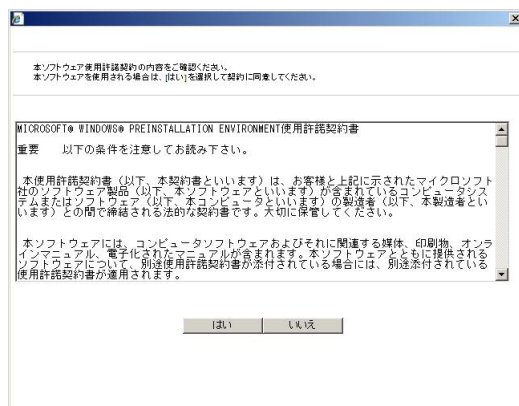 本ソフトウェア使用許諾契約の内容をご確認ください。
本ソフトウェアを使用される場合は、[はい]を選択して契約に同意してください。
MICROSOFT® WINDOWS® PREINSTALLATION ENVIRONMENT使用許諾契約書
重要　　以下の条件を注意してお読み下さい。
本使用許諾契約書（以下、本契約書といいます）は、お客様と上記に示されたマイクロソフト
社のソフトウェア製品（以下、本ソフトウェアといいます）が含まれているコンピュータシス
テムまたはソフトウェア（以下、本コンピュータといいます）の製造者（以下、本製造者とい
います）との間で締結される法的な契約書です。大切に保管してください。
本ソフトウェアには、コンピュータソフトウェアおよびそれに関連する媒体、印刷物、オンラ
インマニュアル、電子化されたマニュアルが含まれます。本ソフトウェアとともに提供される
ソフトウェアについて、別途使用許諾契約書が添付されている場合には、別途添付されている
使用許諾契約書が適用されます。
はい　いいえ